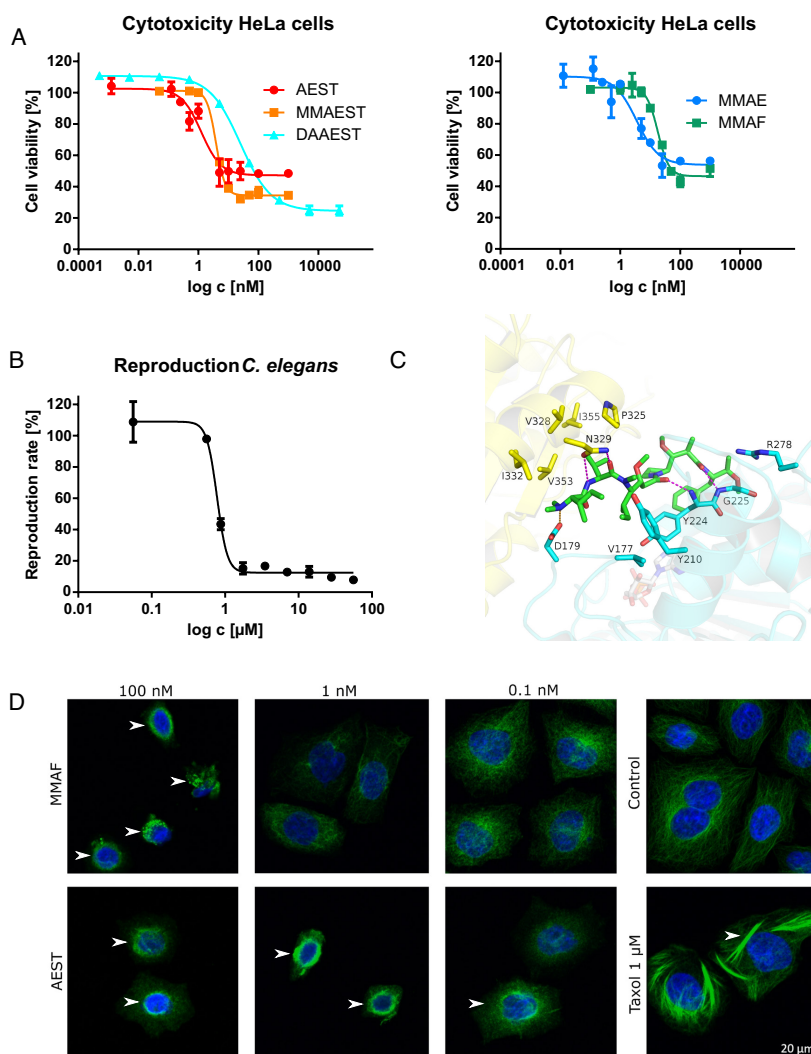 A
Cytotoxicity HeLa cells
Cell viability [%]
120
100
80
60
40
20
0
0.0001
0.01
1
100
10000
log c [nM]
AEST
MMAEST
DAAEST
Cytotoxicity HeLa cells
Cell viability [%]
120
100
80
60
40
20
0
0.0001
0.01
1
100
10000
log c [nM]
MMAE
MMAF
B
Reproduction C. elegans
Reproduction rate [%]
120
100
80
60
40
20
0
0.01
0.1
1
10
100
log c [µM]
C
V328
I355
P325
N329
R278
I332
V353
G225
Y224
D179
V177
Y210
D
100 nM
1 nM
0.1 nM
MMAF
Control
AEST
Taxol 1 µM
20 µm